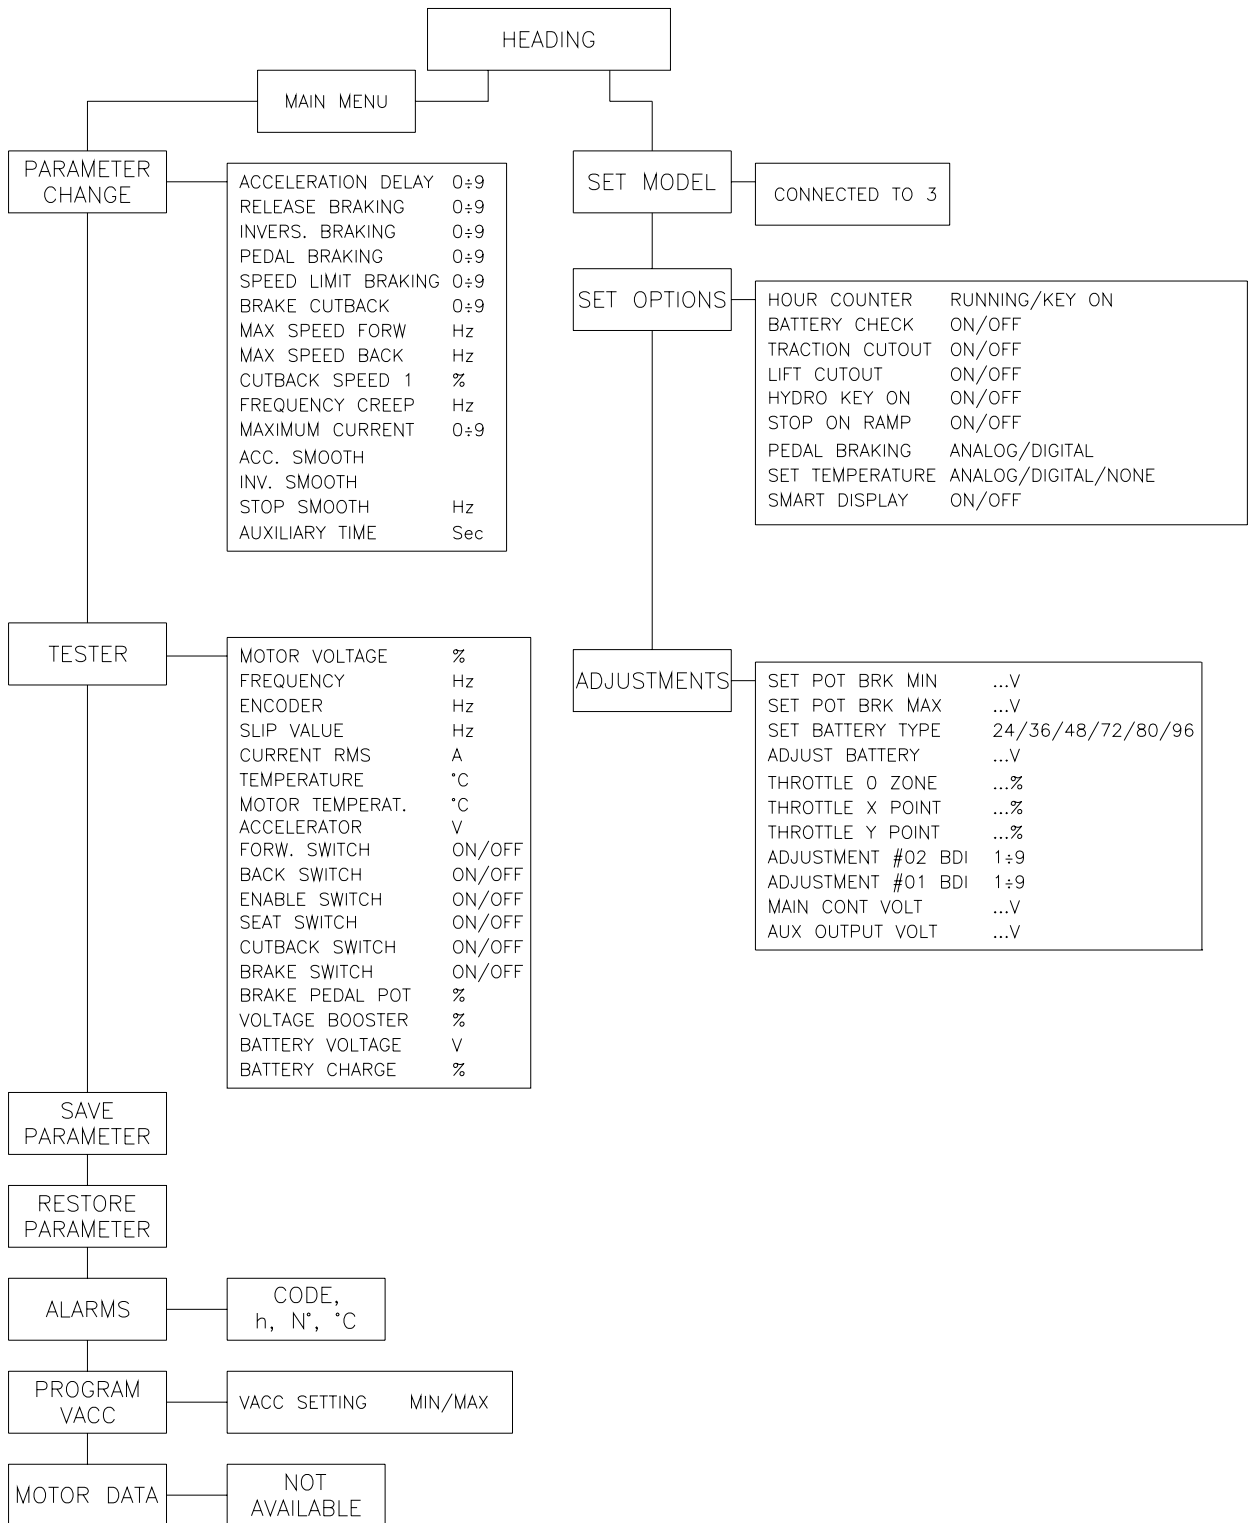 HEADING
MAIN MENU
PARAMETER
CHANGE
ACCELERATION DELAY 0÷9
RELEASE BRAKING 0÷9
INVERS. BRAKING 0÷9
PEDAL BRAKING 0÷9
SPEED LIMIT BRAKING 0÷9
BRAKE CUTBACK 0÷9
MAX SPEED FORW Hz
MAX SPEED BACK Hz
CUTBACK SPEED 1 %
FREQUENCY CREEP Hz
MAXIMUM CURRENT 0÷9
ACC. SMOOTH
INV. SMOOTH
STOP SMOOTH Hz
AUXILIARY TIME Sec
SET MODEL
CONNECTED TO 3
SET OPTIONS
HOUR COUNTER RUNNING/KEY ON
BATTERY CHECK ON/OFF
TRACTION CUTOUT ON/OFF
LIFT CUTOUT ON/OFF
HYDRO KEY ON ON/OFF
STOP ON RAMP ON/OFF
PEDAL BRAKING ANALOG/DIGITAL
SET TEMPERATURE ANALOG/DIGITAL/NONE
SMART DISPLAY ON/OFF
TESTER
MOTOR VOLTAGE %
FREQUENCY Hz
ENCODER Hz
SLIP VALUE Hz
CURRENT RMS A
TEMPERATURE °C
MOTOR TEMPERAT. °C
ACCELERATOR V
FORW. SWITCH ON/OFF
BACK SWITCH ON/OFF
ENABLE SWITCH ON/OFF
SEAT SWITCH ON/OFF
CUTBACK SWITCH ON/OFF
BRAKE SWITCH ON/OFF
BRAKE PEDAL POT %
VOLTAGE BOOSTER %
BATTERY VOLTAGE V
BATTERY CHARGE %
ADJUSTMENTS
SET POT BRK MIN ...V
SET POT BRK MAX ...V
SET BATTERY TYPE 24/36/48/72/80/96
ADJUST BATTERY ...V
THROTTLE 0 ZONE ...%
THROTTLE X POINT ...%
THROTTLE Y POINT ...%
ADJUSTMENT #02 BDI 1÷9
ADJUSTMENT #01 BDI 1÷9
MAIN CONT VOLT ...V
AUX OUTPUT VOLT ...V
SAVE
PARAMETER
RESTORE
PARAMETER
ALARMS
CODE,
h, N°, °C
PROGRAM
VACC
VACC SETTING MIN/MAX
MOTOR DATA
NOT
AVAILABLE